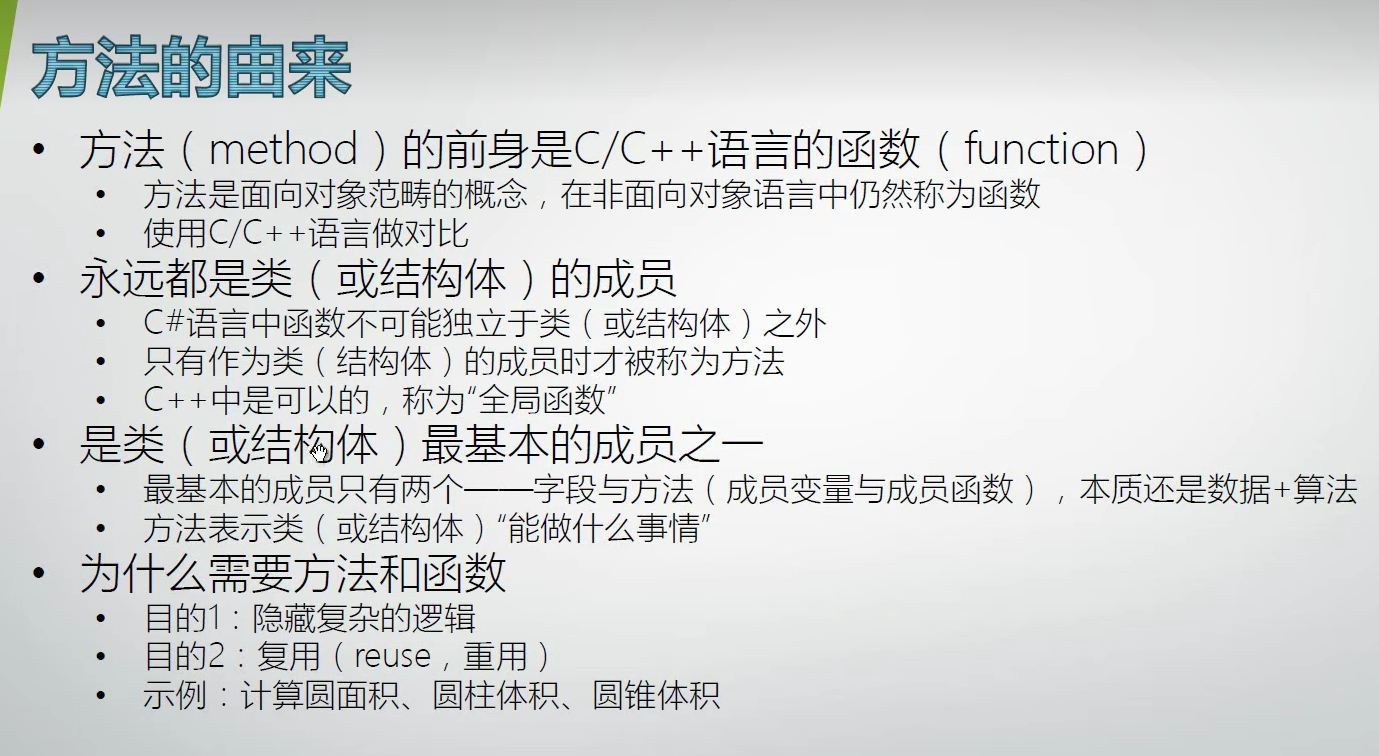 方法的由来
• 方法（method）的前身是C/C++语言的函数（function）
• 方法是面向对象范畴的概念，在非面向对象语言中仍然称为函数
• 使用C/C++语言做对比
• 永远都是类（或结构体）的成员
• C#语言中函数不可能独立于类（或结构体）之外
• 只有作为类（结构体）的成员时才被称为方法
• C++中是可以的，称为“全局函数”
• 是类（或结构体）最基本的成员之一
• 最基本的成员只有两个——字段与方法（成员变量与成员函数），本质还是数据+算法
• 方法表示类（或结构体）“能做什么事情”
• 为什么需要方法和函数
• 目的1：隐藏复杂的逻辑
• 目的2：复用（reuse，重用）
• 示例：计算圆面积、圆柱体积、圆锥体积